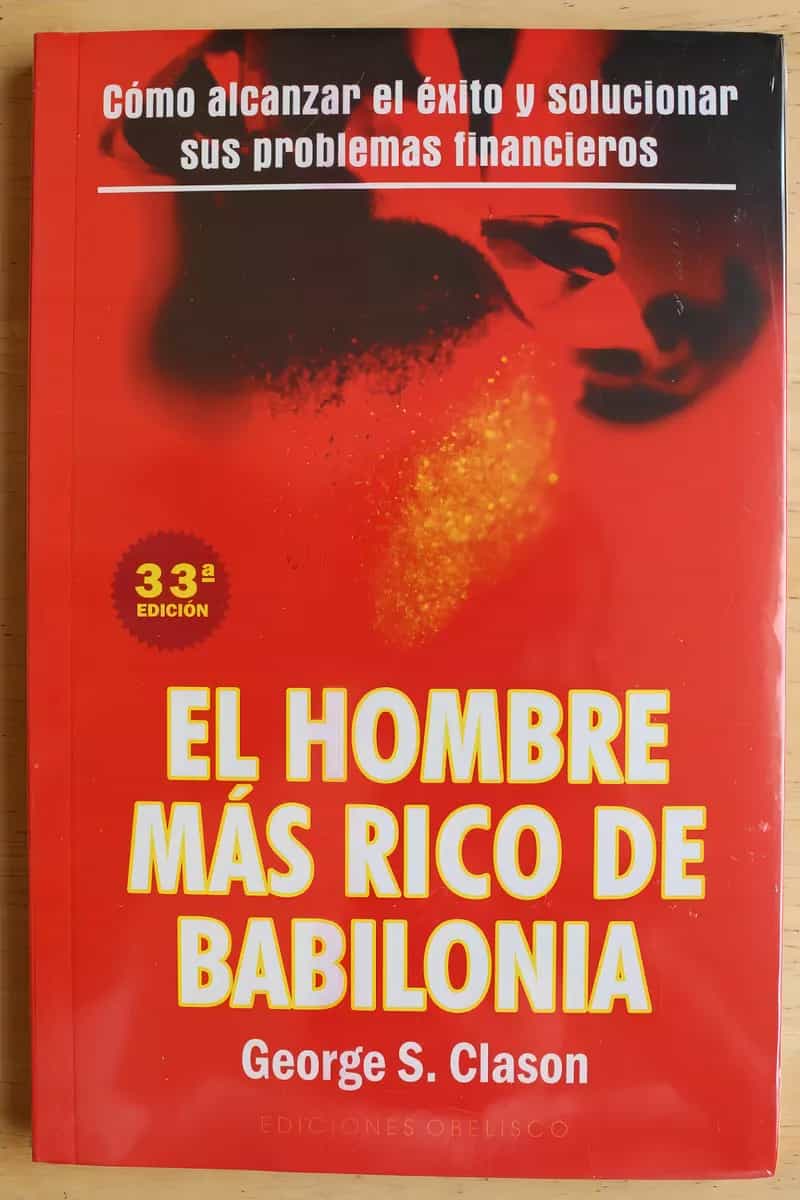 Cómo alcanzar el éxito y solucionar
sus problemas financieros
33ª
EDICIÓN
EL HOMBRE
MÁS RICO DE
BABILONIA
George S. Clason
EDICIONES OBELISCO